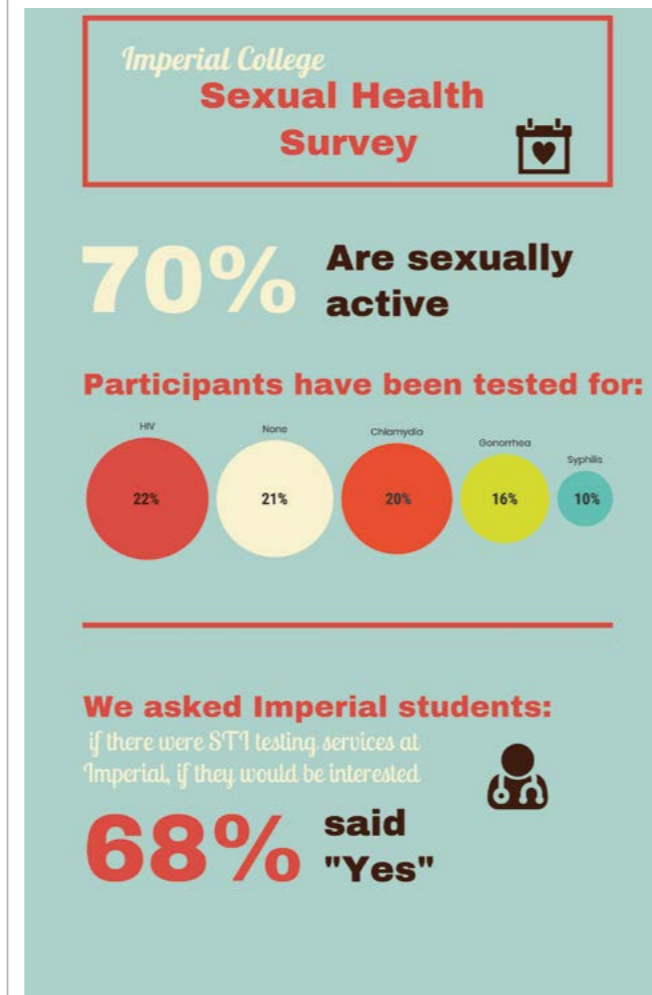 Imperial College
Sexual Health
Survey
70%
Are sexually
active
Participants have been tested for:
HIV
None
Chlamydia
Gonorrhea
Syphilis
22%
21%
20%
16%
10%
We asked Imperial students:
if there were STI testing services at
Imperial, if they would be interested
68%
said
"Yes"